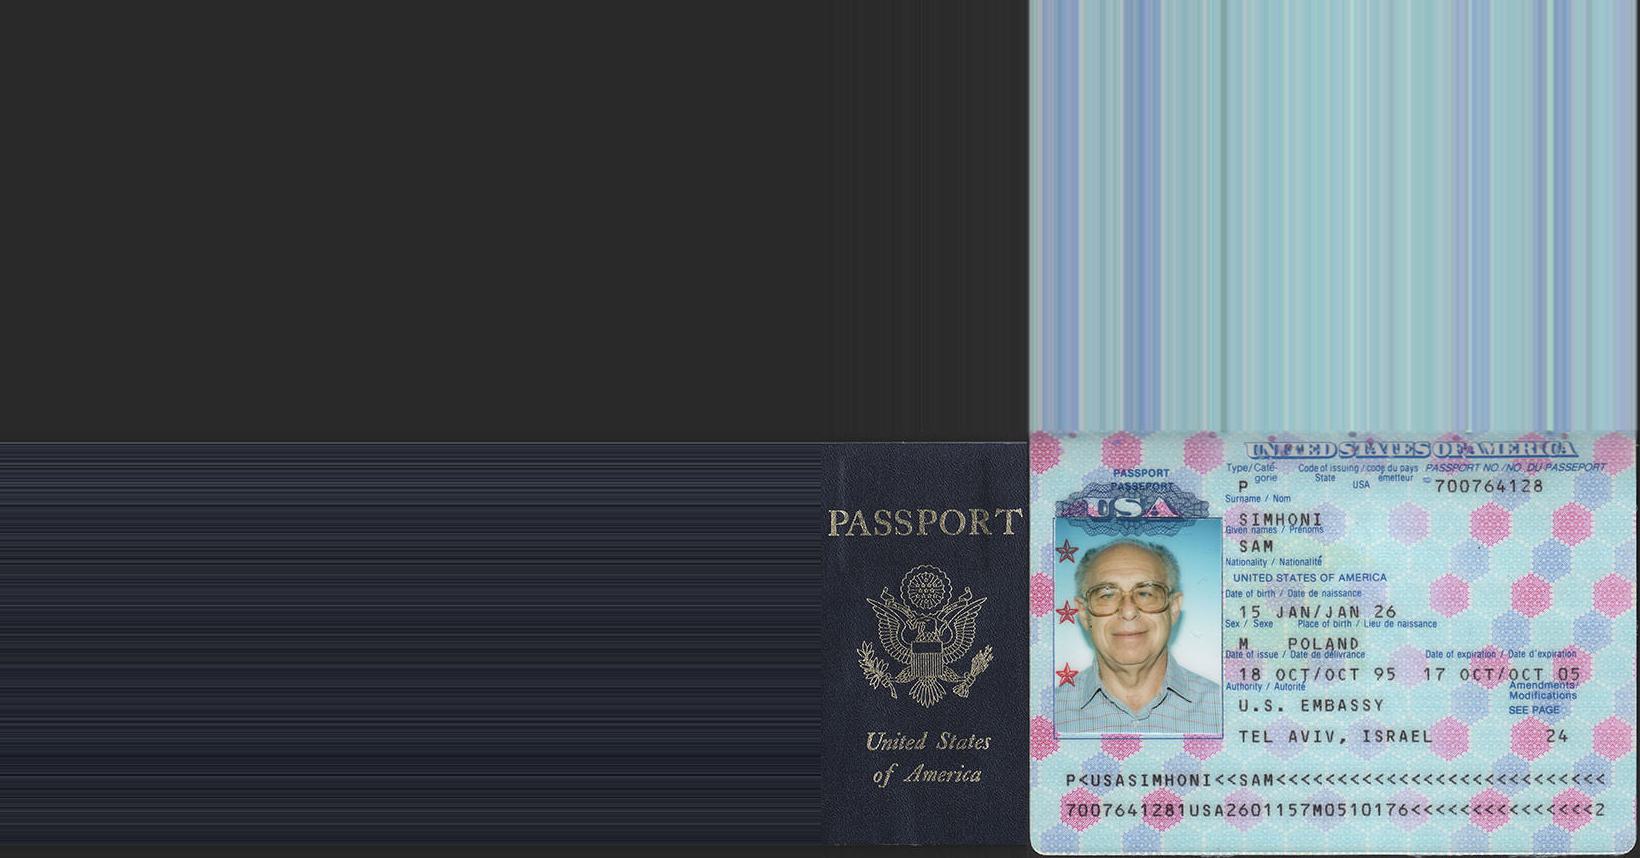 PASSPORT
United States
of America
UNITED STATES OF AMERICA
PASSPORT
PASSEPORT
USA
Type/Caté-
gorie
Code of issuing / code du pays
State
USA
émetteur
PASSPORT NO./NO. DU PASSEPORT
P
700764128
Surname / Nom
SIMHONI
Given names / Prénoms
SAM
Nationality / Nationalité
UNITED STATES OF AMERICA
Date of birth / Date de naissance
15 JAN/JAN 26
Sex / Sexe Place of birth / Lieu de naissance
M POLAND
Date of issue / Date de délivrance Date of expiration / Date d'expiration
18 OCT/OCT 95 17 OCT/OCT 05
Authority / Autorité
Amendments/
Modifications
U.S. EMBASSY
SEE PAGE
TEL AVIV, ISRAEL 24
P<USASIMHONI<<SAM<<<<<<<<<<<<<<<<<<<<<<<<<<<
7007641281USA2601157M0510176<<<<<<<<<<<<<<<2